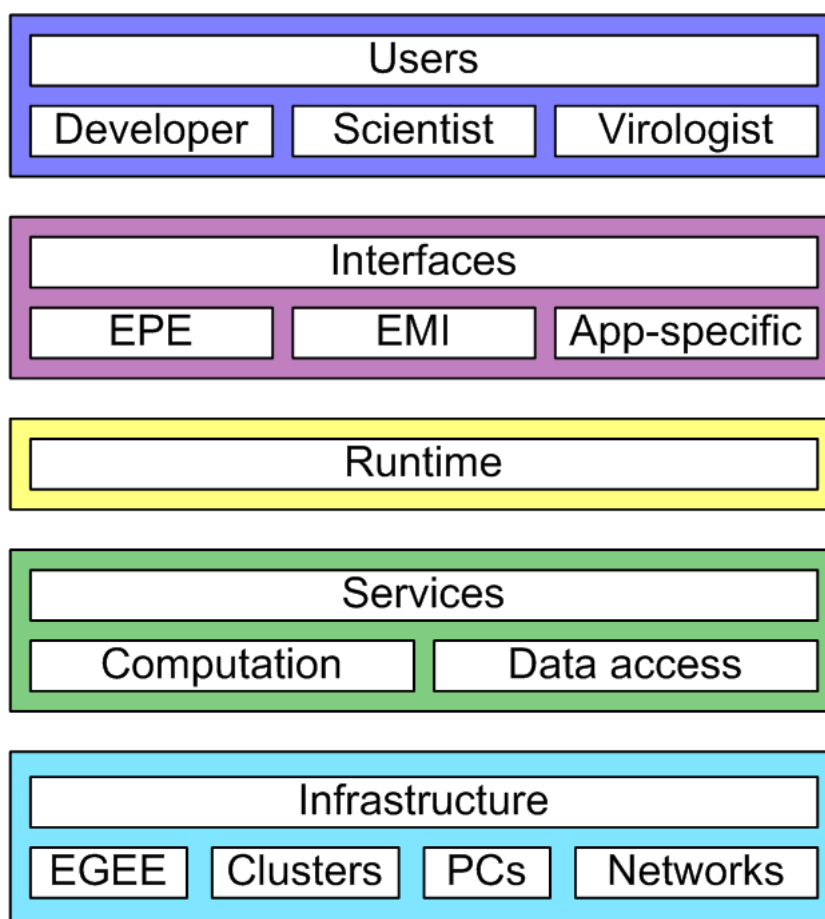 Users
Developer Scientist Virologist
Interfaces
EPE EMI App-specific
Runtime
Services
Computation Data access
Infrastructure
EGEE Clusters PCs Networks